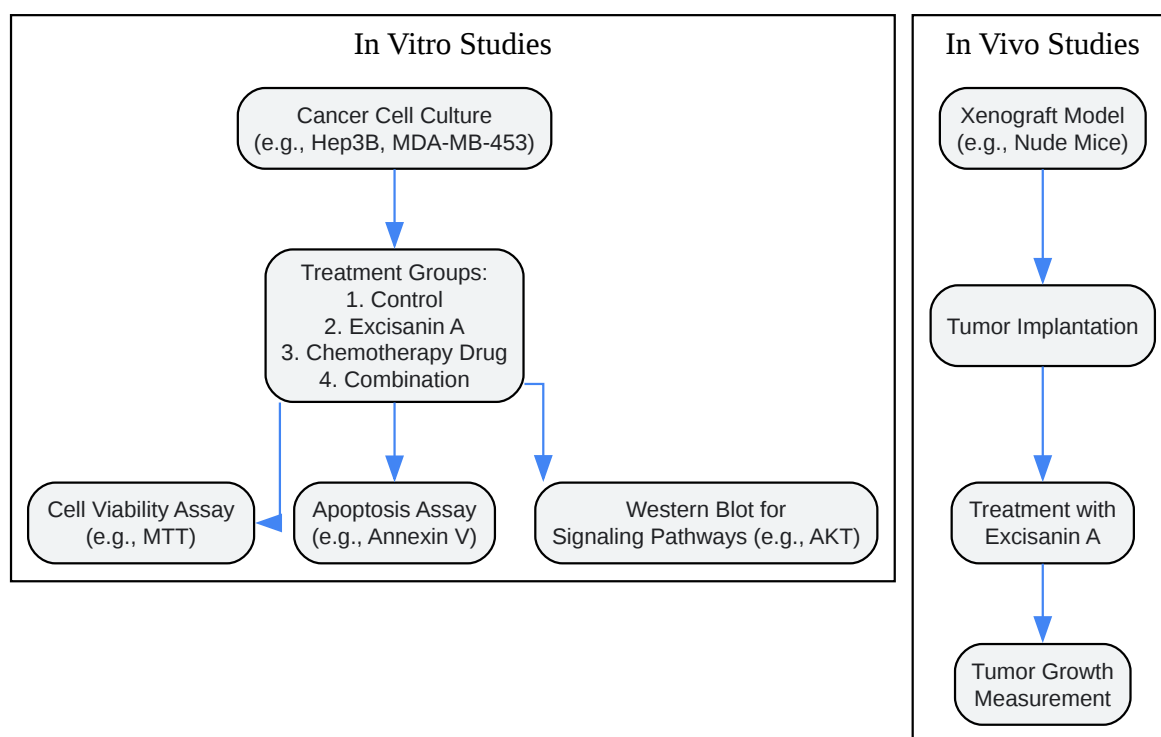 In Vitro Studies
Cancer Cell Culture
(e.g., Hep3B, MDA-MB-453)
Treatment Groups:
1. Control
2. Excisanin A
3. Chemotherapy Drug
4. Combination
Cell Viability Assay
(e.g., MTT)
Apoptosis Assay
(e.g., Annexin V)
Western Blot for
Signaling Pathways (e.g., AKT)
In Vivo Studies
Xenograft Model
(e.g., Nude Mice)
Tumor Implantation
Treatment with
Excisanin A
Tumor Growth
Measurement